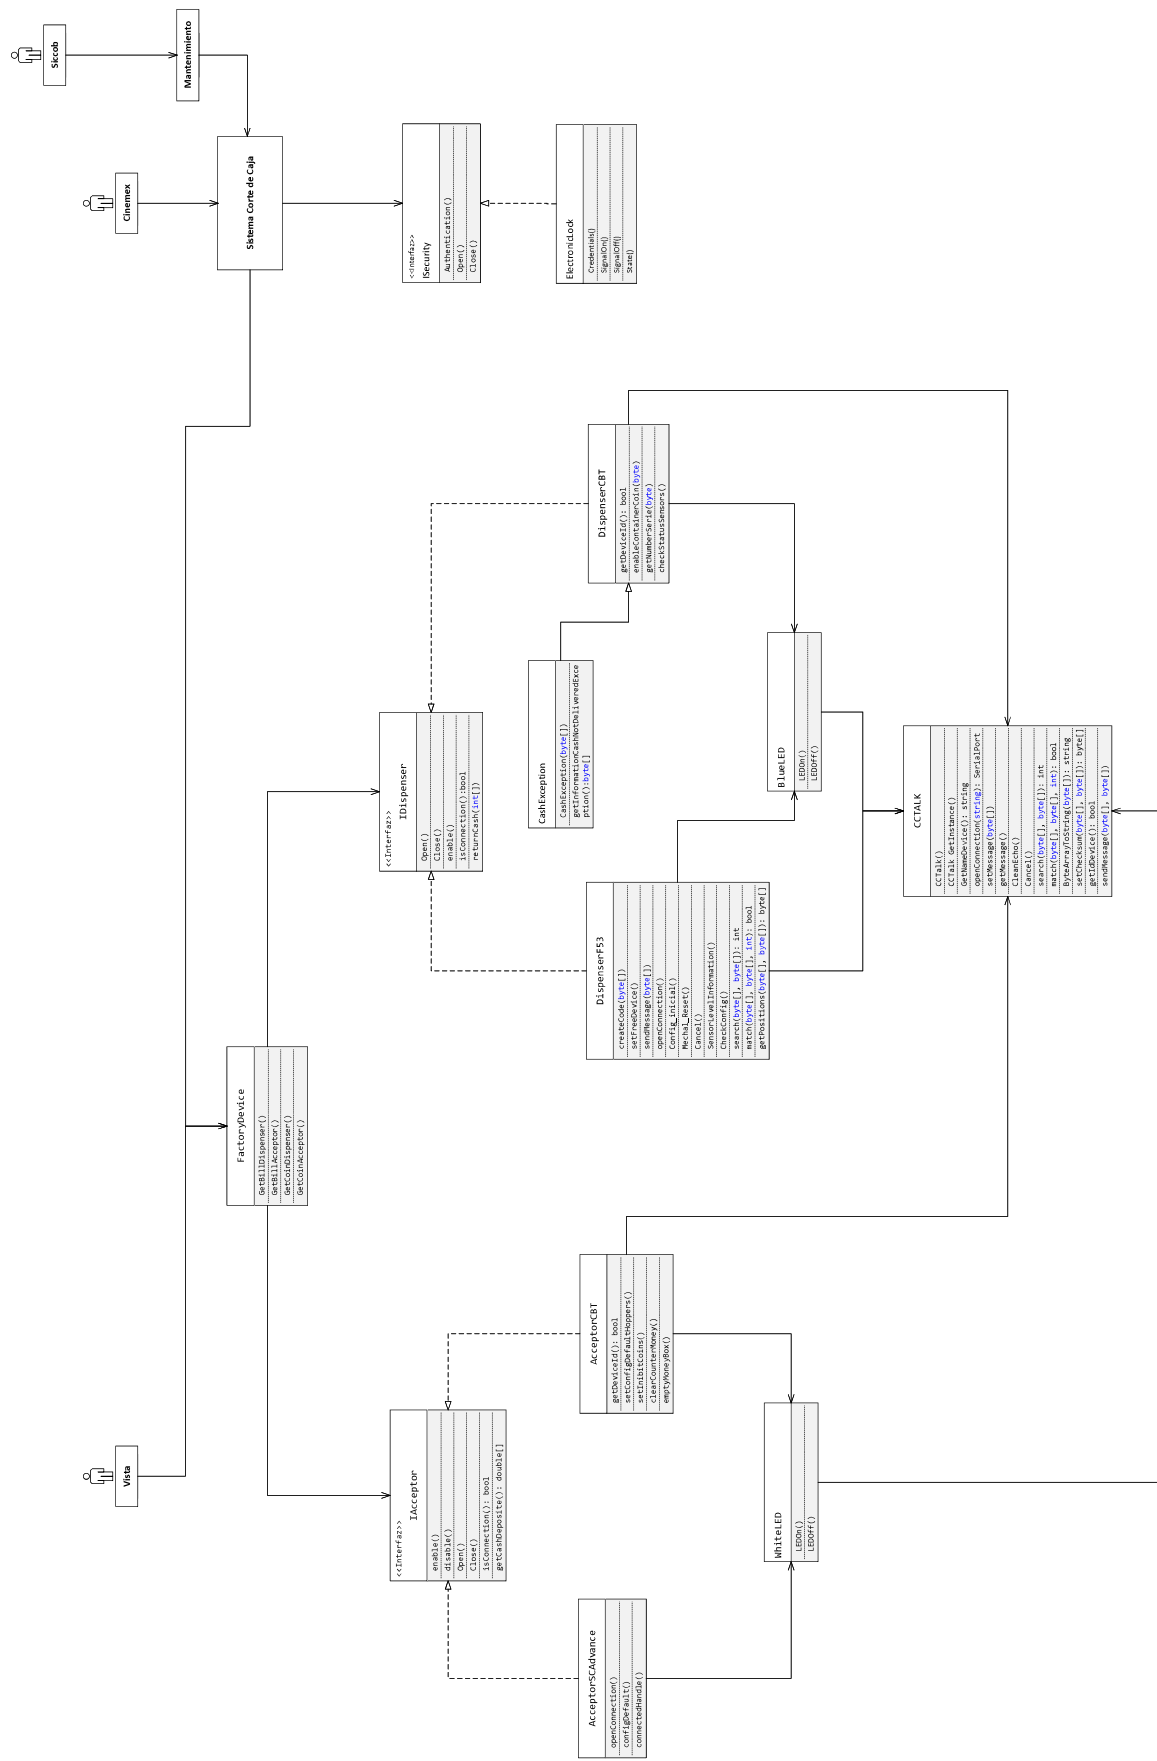 Vista
Cinemex
Siccob
Mantenimiento
Sistema Corte de Caja
FactoryDevice
GetBillDispenser()
GetBillAcceptor()
GetCoinDispenser()
GetCoinAcceptor()
<<Interfaz>>
IAcceptor
enable()
disable()
Open()
Close()
isConnection(): bool
getCashDeposite(): double[]
<<Interfaz>>
IDispenser
Open()
Close()
enable()
isConnection():bool
returnCash(int[])
<<Interfaz>>
ISecurity
Authentication()
Open()
Close()
AcceptorSCAdvance
openConnection()
configDefault()
connectedHandle()
AcceptorCBT
getDeviceId(): bool
setConfigDefaultHoppers()
setInibitCoins()
clearCounterMoney()
emptyMoneyBox()
DispenserF53
createCode(byte[])
setFreeDevice()
sendMessage(byte[])
openConnection()
Config_inicial()
Mechal_Reset()
Cancel()
SensorLevelInformation()
CheckConfig()
search(byte[], byte[]): int
match(byte[], byte[], int): bool
getPositions(byte[], byte[]): byte[]
CashException
CashException(byte[])
getInformationCashNotDeliveredExce
ption():byte[]
DispenserCBT
getDeviceId(): bool
enableContainerCoin(byte)
getNumberSerie(byte)
checkStatusSensors()
ElectronicLock
Credentials()
SignalOn()
SignalOff()
State()
WhiteLED
LEDOn()
LEDOff()
BlueLED
LEDOn()
LEDOff()
CCTALK
CCTalk()
CCTalk GetInstance()
GetNameDevice(): string
openConnection(string): SerialPort
setMessage(byte[])
getMessage()
CleanEcho()
Cancel()
search(byte[], byte[]): int
match(byte[], byte[], int): bool
ByteArrayToString(byte[]): string
setChecksum(byte[], byte[]): byte[]
getIdDevice(): bool
sendMessage(byte[], byte[])